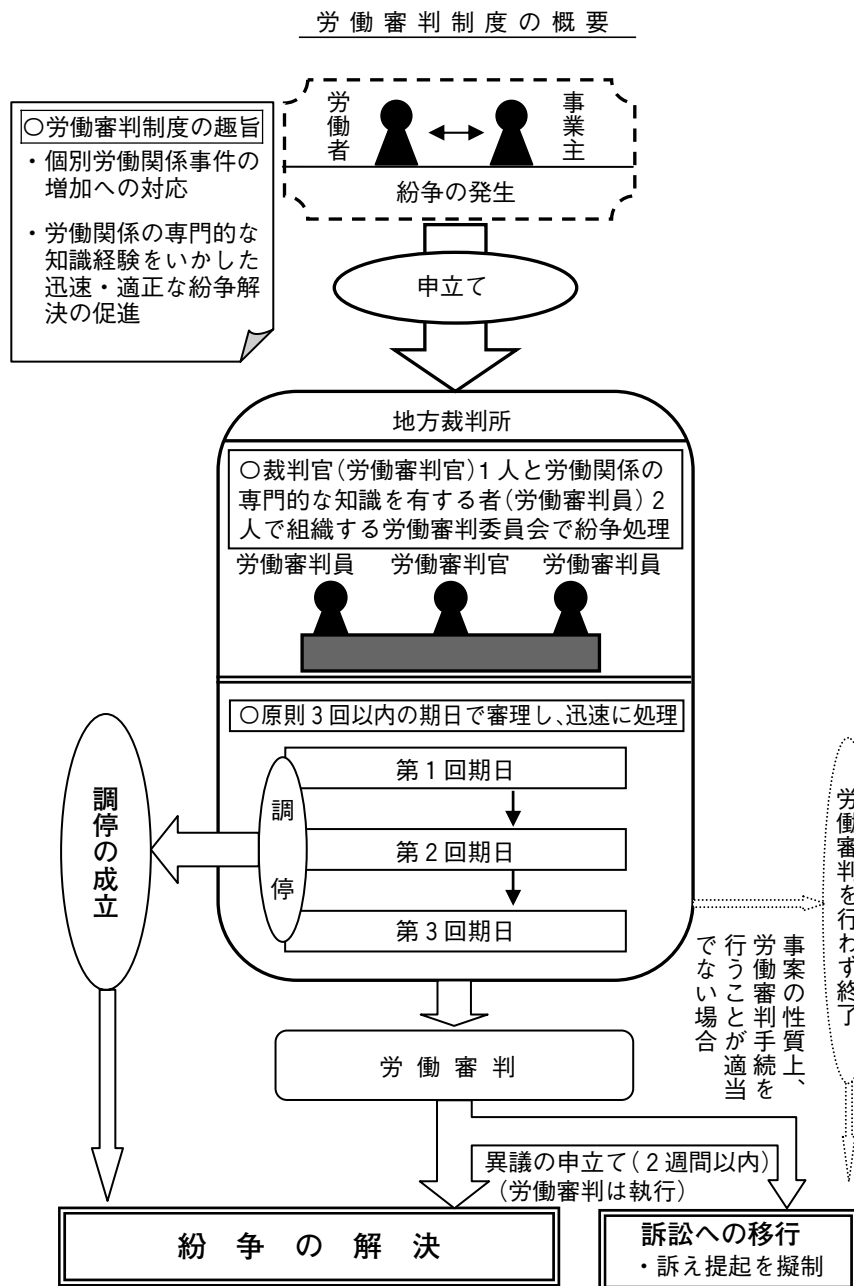 労働審判制度の概要
労働者
事業主
紛争の発生
〇労働審判制度の趣旨
・個別労働関係事件の
増加への対応
・労働関係の専門的な
知識経験をいかした
迅速・適正な紛争解
決の促進
申立て
地方裁判所
〇裁判官(労働審判官)1人と労働関係の
専門的な知識を有する者(労働審判員)2
人で組織する労働審判委員会で紛争処理
労働審判員 労働審判官 労働審判員
〇原則3回以内の期日で審理し、迅速に処理
第1回期日
第2回期日
第3回期日
調停
調停の成立
労働審判を行わず終了
事案の性質上、
労働審判手続を
行うことが適当
でない場合
労働審判
異議の申立て(2週間以内)
(労働審判は執行)
紛争の解決
訴訟への移行
・訴え提起を擬制